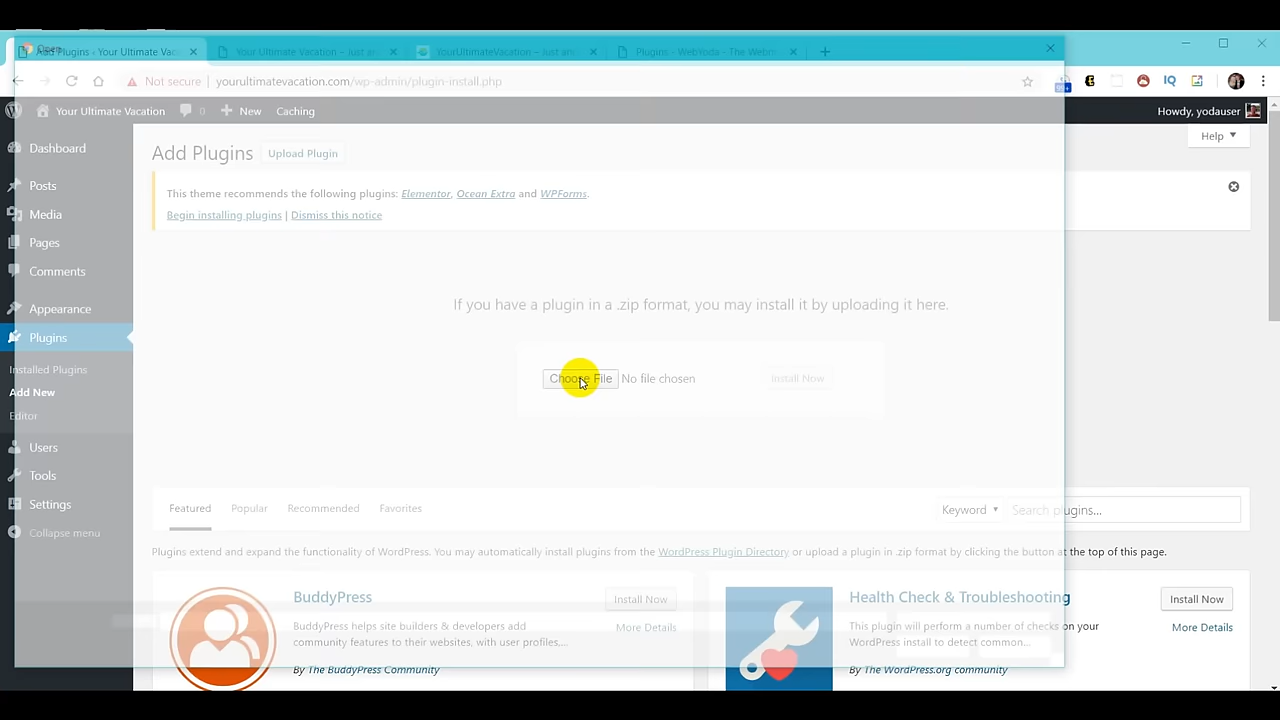 Open
Add Plugins ‹ Your Ultimate Vac
Your Ultimate Vacation – Just an
YourUltimateVacation – Just an
Plugins - WebYoda - The Webm
Not secure | yourultimatevacation.com/wp-admin/plugin-install.php
99+
IQ
Your Ultimate Vacation
0
New
Caching
Howdy, yodauser
Dashboard
Posts
Media
Pages
Comments
Appearance
Plugins
Installed Plugins
Add New
Editor
Users
Tools
Settings
Collapse menu
Add Plugins
Upload Plugin
Help
This theme recommends the following plugins: Elementor, Ocean Extra and WPForms.
Begin installing plugins | Dismiss this notice
If you have a plugin in a .zip format, you may install it by uploading it here.
Choose File No file chosen
Install Now
Featured
Popular
Recommended
Favorites
Keyword
Search plugins...
Plugins extend and expand the functionality of WordPress. You may automatically install plugins from the WordPress Plugin Directory or upload a plugin in .zip format by clicking the button at the top of this page.
BuddyPress
Install Now
More Details
BuddyPress helps site builders & developers add
community features to their websites, with user profiles,...
By The BuddyPress Community
Health Check & Troubleshooting
Install Now
More Details
This plugin will perform a number of checks on your
WordPress install to detect common...
By The WordPress.org community